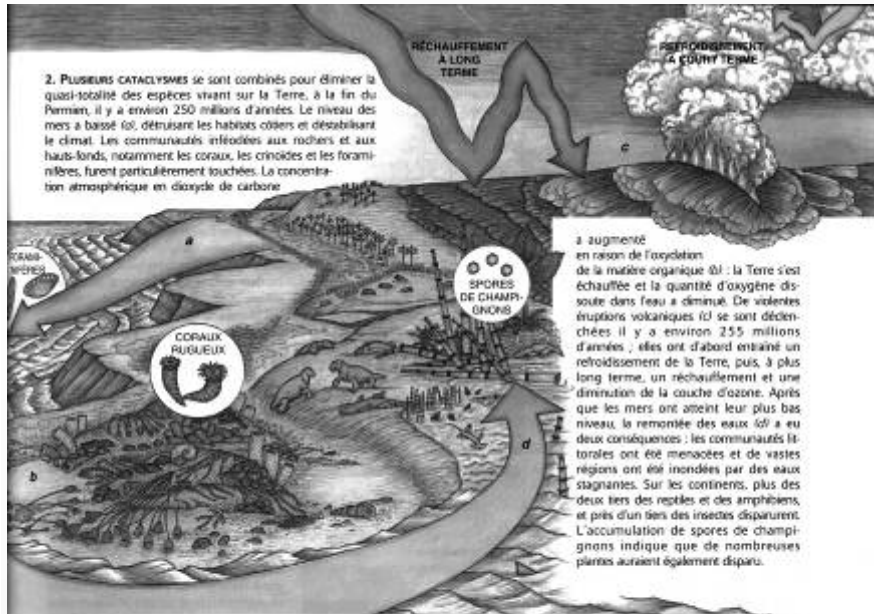 RÉCHAUFFEMENT
À LONG
TERME
REFROIDISSEMENT
À COURT TERME
2. PLUSIEURS CATACLYSMES se sont combinés pour éliminer la
quasi-totalité des espèces vivant sur la Terre, à la fin du
Permien, il y a environ 250 millions d'années. Le niveau des
mers a baissé (a), détruisant les habitats côtiers et déstabilisant
le climat. Les communautés inféodées aux rochers et aux
hauts-fonds, notamment les coraux, les crinoïdes et les forami-
nifères, furent particulièrement touchées. La concentra-
tion atmosphérique en dioxyde de carbone
c
a
FORAMI-
NIFÈRES
SPORES
DE CHAMPI-
GNONS
CORAUX
RUGUEUX
b
d
a augmenté
en raison de l'oxydation
de la matière organique (b) : la Terre s'est
échauffée et la quantité d'oxygène dis-
soute dans l'eau a diminué. De violentes
éruptions volcaniques (c) se sont déclen-
chées il y a environ 255 millions
d'années ; elles ont d'abord entraîné un
refroidissement de la Terre, puis, à plus
long terme, un réchauffement et une
diminution de la couche d'ozone. Après
que les mers ont atteint leur plus bas
niveau, la remontée des eaux (d) a eu
deux conséquences : les communautés lit-
torales ont été menacées et de vastes
régions ont été inondées par des eaux
stagnantes. Sur les continents, plus des
deux tiers des reptiles et des amphibiens,
et près d'un tiers des insectes disparurent.
L'accumulation de spores de champi-
gnons indique que de nombreuses
plantes auraient également disparu.